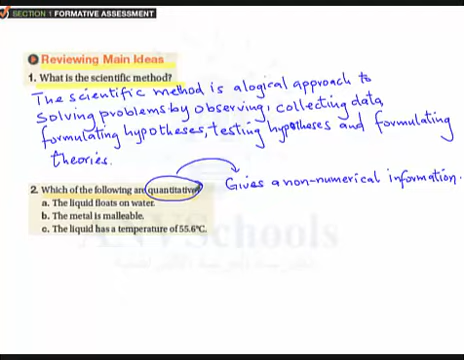 SECTION 1 FORMATIVE ASSESSMENT
Reviewing Main Ideas
1. What is the scientific method?
The scientific method is a logical approach to
solving problems by observing, collecting data,
formulating hypotheses, testing hypotheses and formulating
theories.
2. Which of the following are quantitative?
Gives a non-numerical information.
a. The liquid floats on water.
b. The metal is malleable.
c. The liquid has a temperature of 55.6°C.